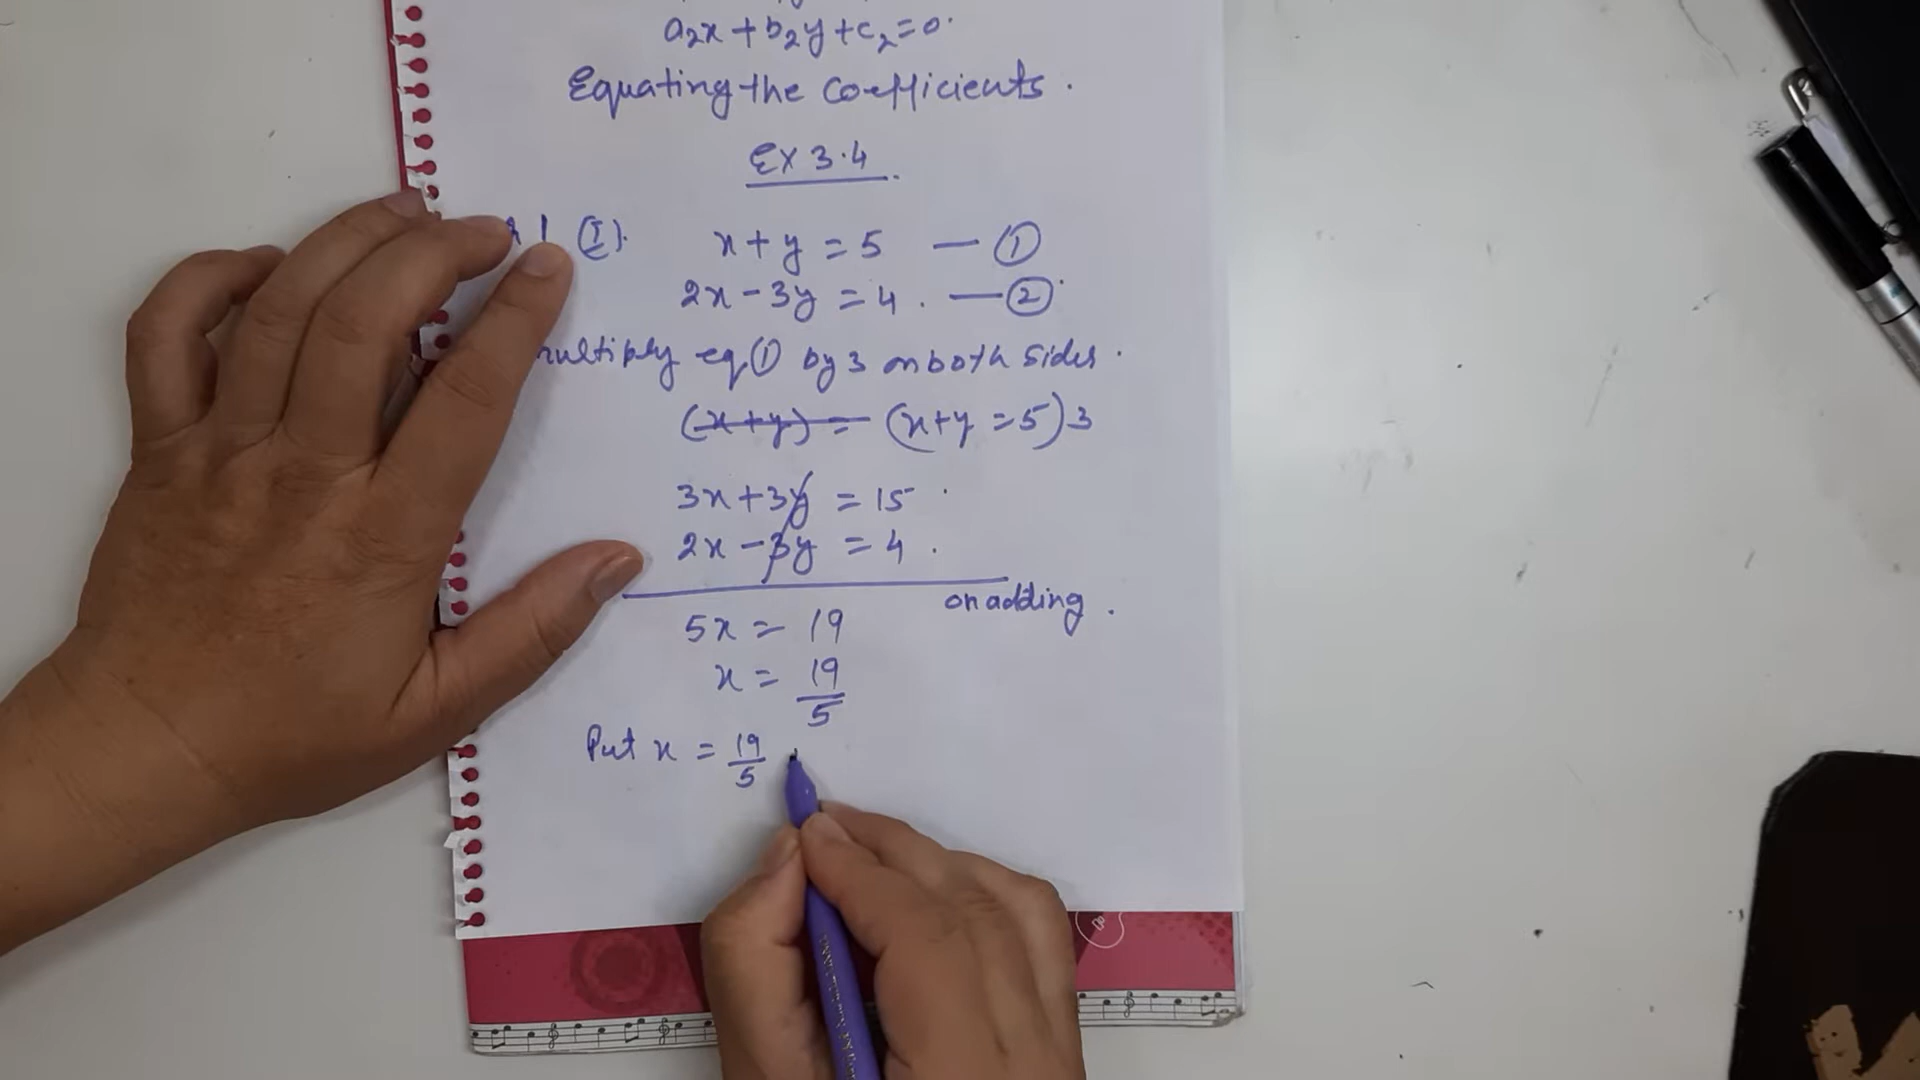 a₂x + b₂y + c₂ = 0.
Equating the Coefficients.
EX 3.4
1 (I). x + y = 5 — ①
2x - 3y = 4. — ②
multiply eq ① by 3 on both sides.
(x+y) = (x+y = 5)3
3x + 3y = 15
2x - 3y = 4.
on adding.
5x = 19
x = 19/5
Put x = 19/5